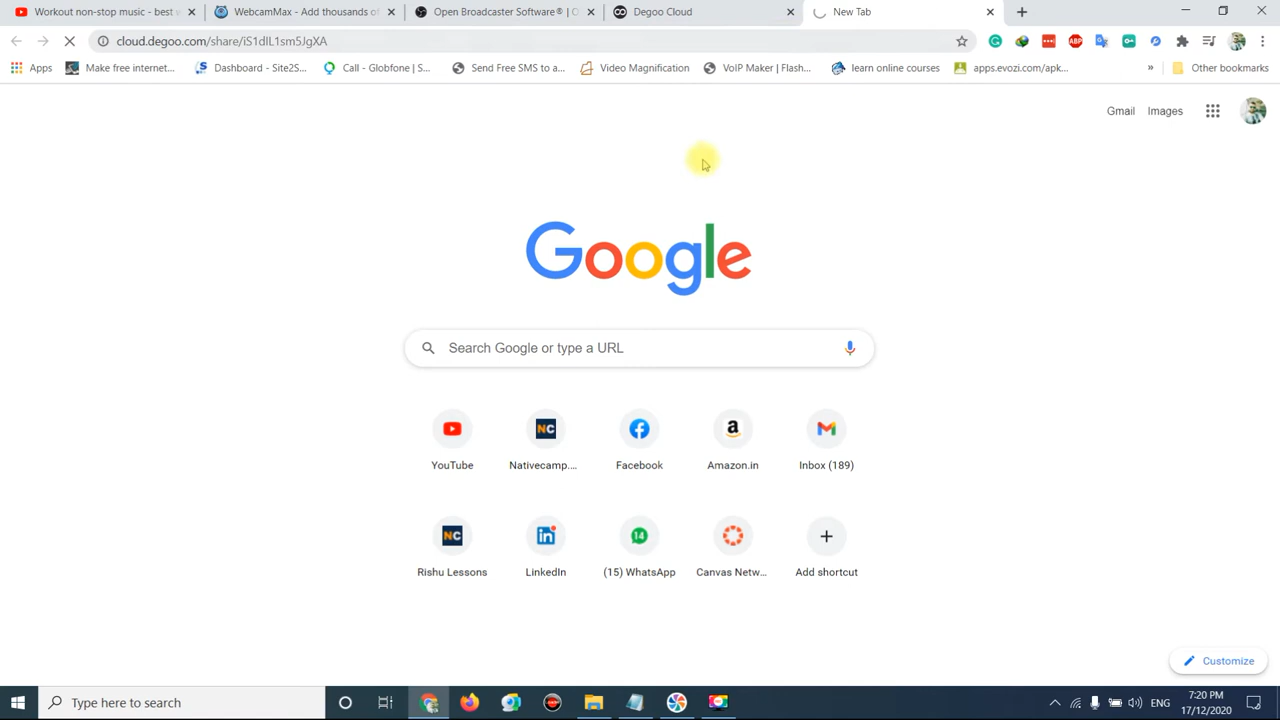 Workout non-stop music - best w
WebcamMax - Add thousands of
Open Broadcaster Software® | O
Degoo Cloud
New Tab
cloud.degoo.com/share/iS1dlL1sm5JgXA
Apps
Make free internet...
Dashboard - Site2S...
Call - Globfone | S...
Send Free SMS to a...
Video Magnification
VoIP Maker | Flash...
learn online courses
apps.evozi.com/apk...
»
Other bookmarks
Gmail
Images
Google
Search Google or type a URL
YouTube
Nativecamp....
Facebook
Amazon.in
Inbox (189)
Rishu Lessons
LinkedIn
(15) WhatsApp
Canvas Netw...
Add shortcut
Customize
Type here to search
ENG
7:20 PM
17/12/2020